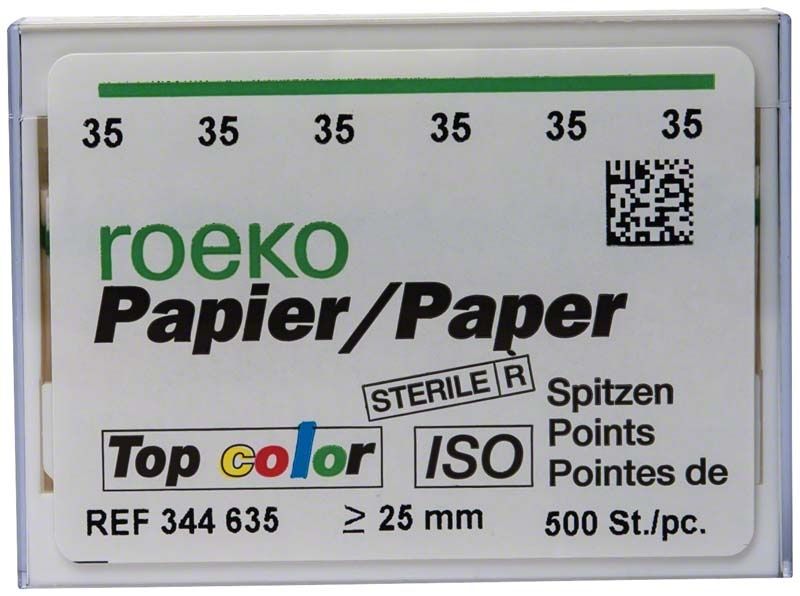 35 35 35 35 35 35
roeko
Papier/Paper
STERILE R
Spitzen
Points
Pointes de
Top color
ISO
REF 344 635
≥ 25 mm
500 St./pc.